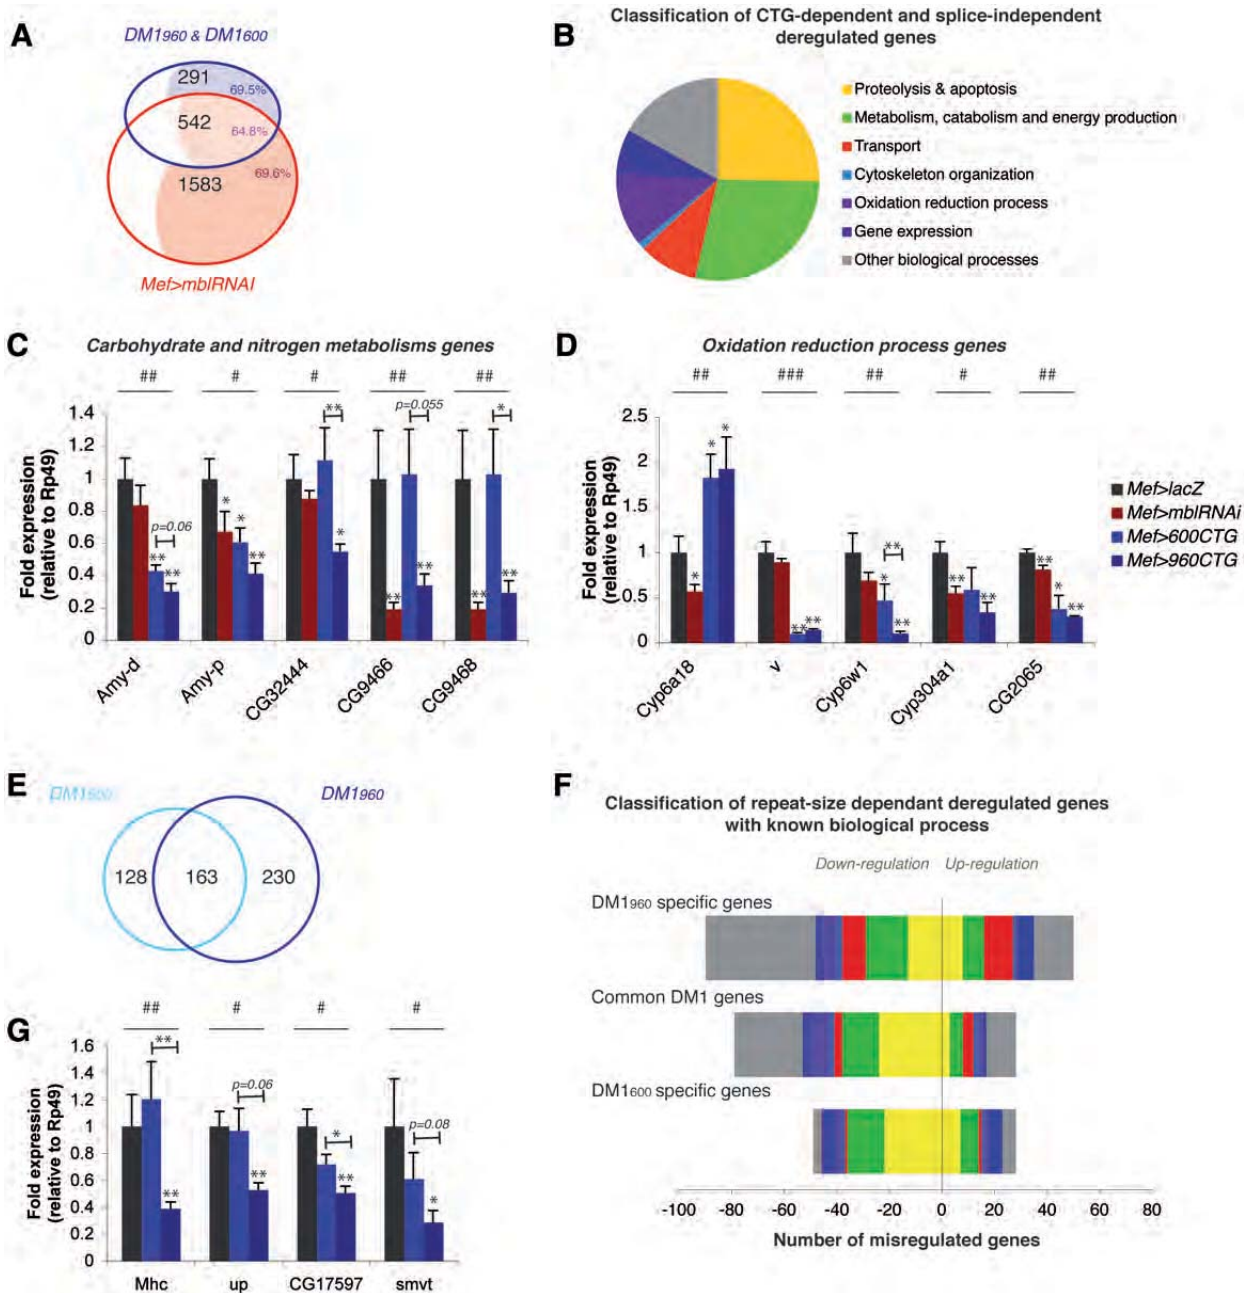 A
DM1960 & DM1600
291
69.5%
542
64.8%
1583
69.6%
Mef>mblRNAI
B
Classification of CTG-dependent and splice-independent
deregulated genes
Proteolysis & apoptosis
Metabolism, catabolism and energy production
Transport
Cytoskeleton organization
Oxidation reduction process
Gene expression
Other biological processes
C
Carbohydrate and nitrogen metabolisms genes
## # # ## ##
p=0.055
** *
Fold expression
(relative to Rp49)
1.4
1.2
1
0.8
0.6
0.4
0.2
0
p=0.06
** **
* * **
*
** **
** **
Amy-d
Amy-p
CG32444
CG9466
CG9468
D
Oxidation reduction process genes
## ### ## # ##
Fold expression
(relative to Rp49)
2.5
2
1.5
1
0.5
0
* * *
** **
** * **
** **
** * **
Cyp6a18
v
Cyp6w1
Cyp304a1
CG2065
Mef>lacZ
Mef>mblRNAi
Mef>600CTG
Mef>960CTG
E
DM1600
DM1960
128
163
230
F
Classification of repeat-size dependant deregulated genes
with known biological process
Down-regulation Up-regulation
DM1960 specific genes
Common DM1 genes
DM1600 specific genes
-100 -80 -60 -40 -20 0 20 40 60 80
Number of misregulated genes
G
## # # #
Fold expression
(relative to Rp49)
1.6
1.4
1.2
1.0
0.8
0.6
0.4
0.2
0
** **
p=0.06
**
* **
p=0.08
*
Mhc up CG17597 smvt